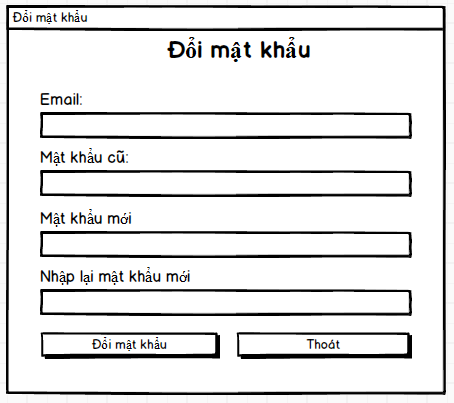 Đổi mật khẩu
Đổi mật khẩu
Email:
Mật khẩu cũ:
Mật khẩu mới
Nhập lại mật khẩu mới
Đổi mật khẩu
Thoát